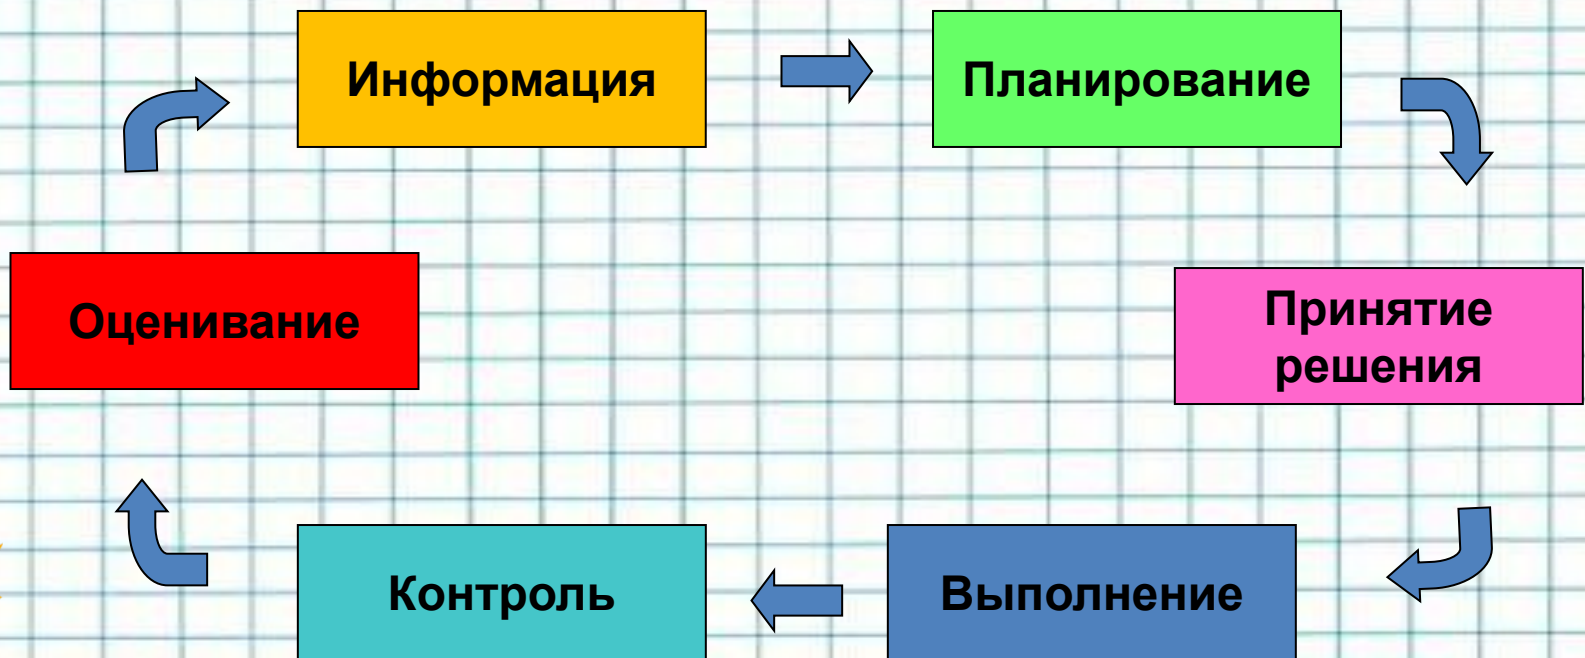 Информация
Планирование
Оценивание
Принятие
решения
Контроль
Выполнение